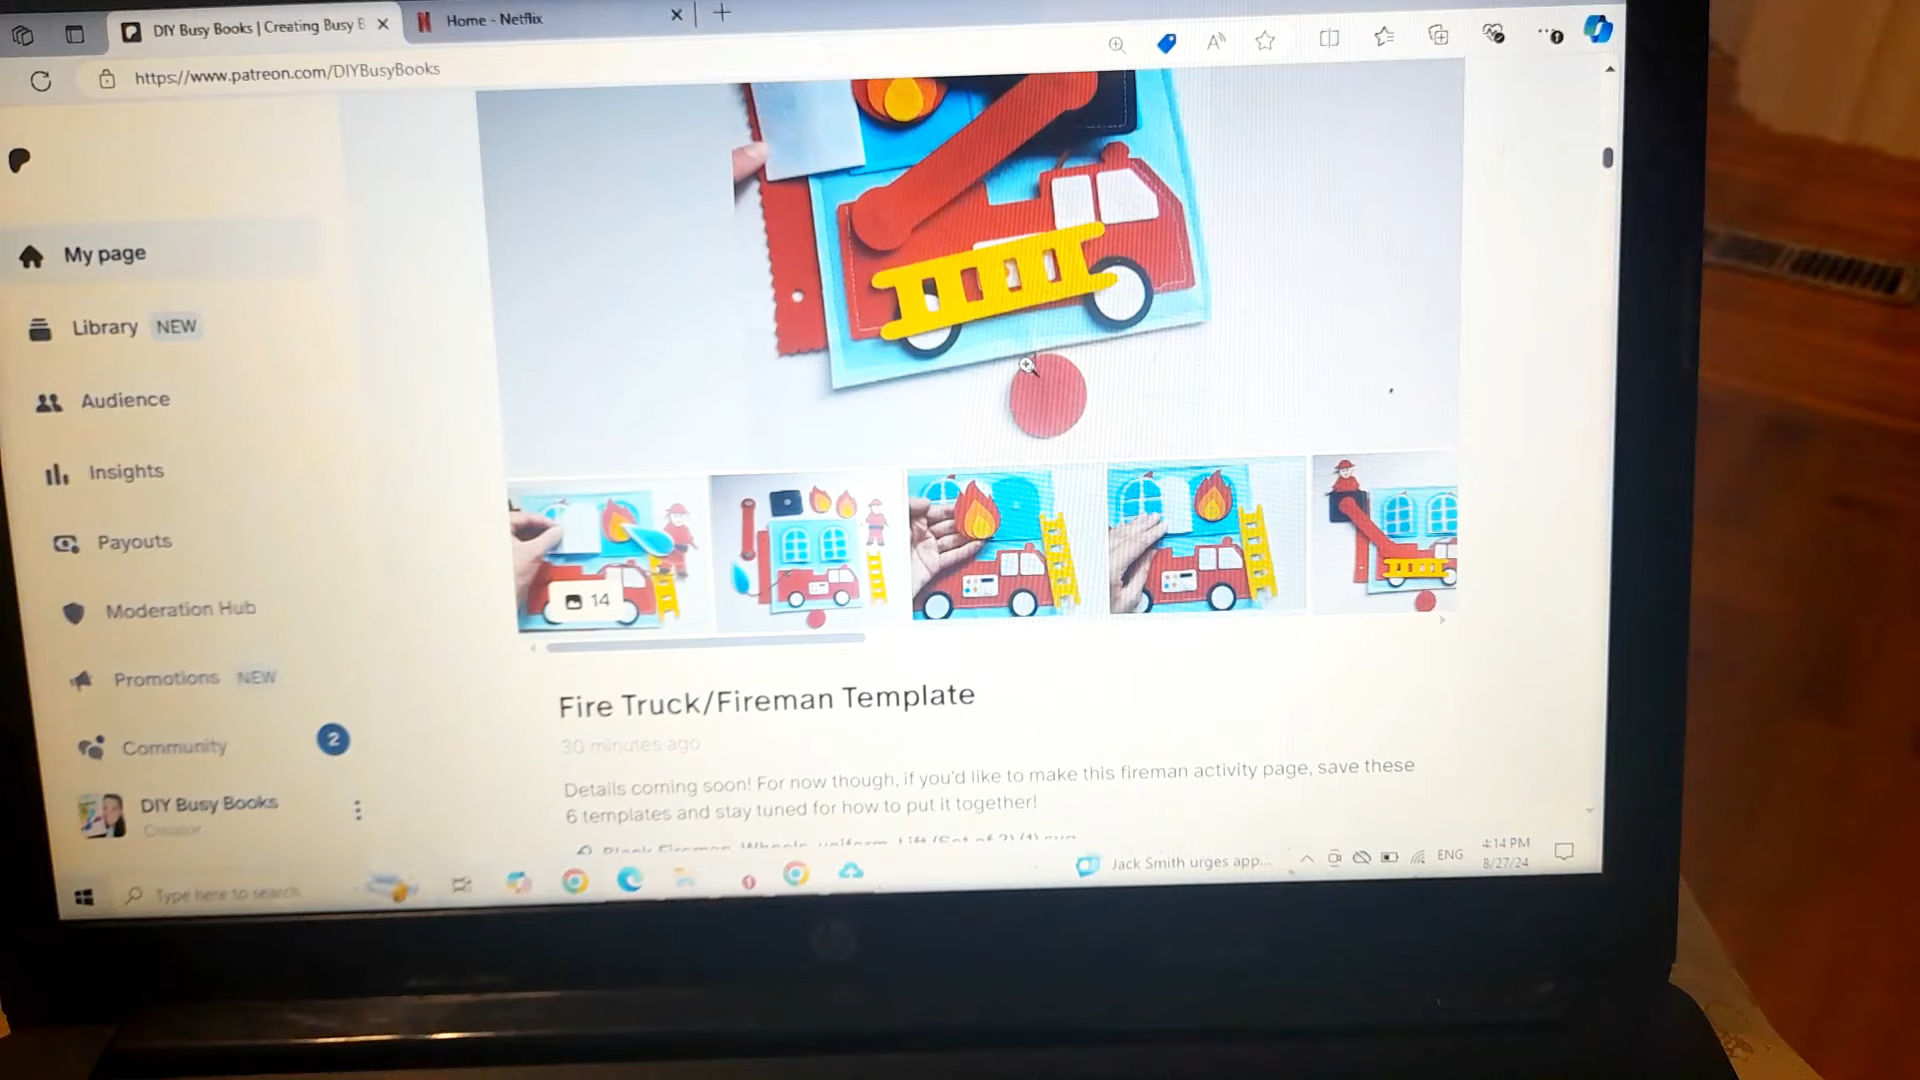 DIY Busy Books | Creating Busy B
Home - Netflix
https://www.patreon.com/DIYBusyBooks
My page
Library NEW
Audience
Insights
Payouts
Moderation Hub
Promotions NEW
Community 2
DIY Busy Books
Creator
14
Fire Truck/Fireman Template
30 minutes ago
Details coming soon! For now though, if you'd like to make this fireman activity page, save these
6 templates and stay tuned for how to put it together!
Type here to search
Jack Smith urges app...
ENG
4:14 PM
8/27/24